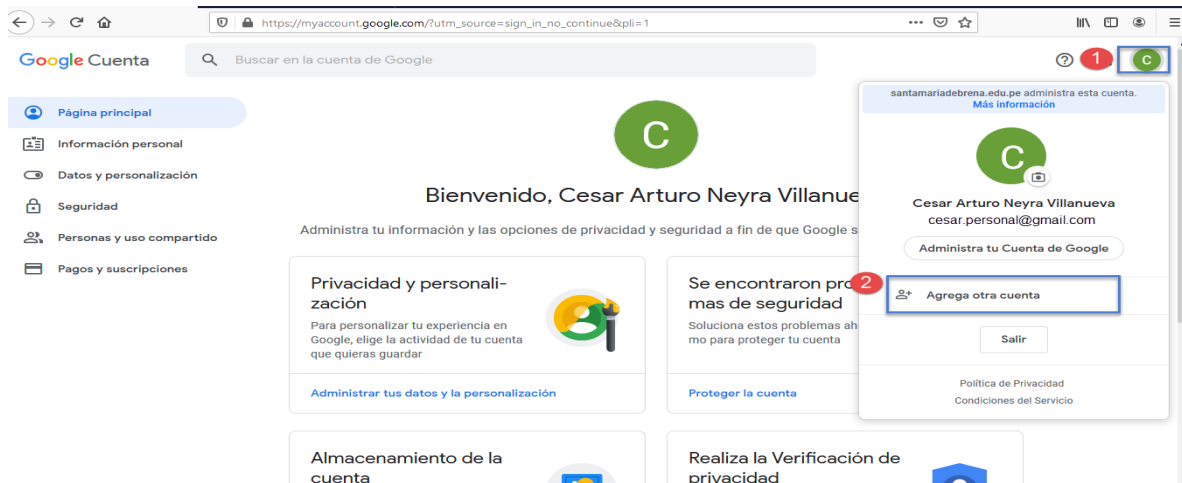 https://myaccount.google.com/?utm_source=sign_in_no_continue&pli=1
Google Cuenta
Buscar en la cuenta de Google
1
C
Página principal
Información personal
Datos y personalización
Seguridad
Personas y uso compartido
Pagos y suscripciones
C
Bienvenido, Cesar Arturo Neyra Villanue
Administra tu información y las opciones de privacidad y seguridad a fin de que Google s
Privacidad y personali-
zación
Para personalizar tu experiencia en
Google, elige la actividad de tu cuenta
que quieras guardar
Administrar tus datos y la personalización
Se encontraron pro
mas de seguridad
Soluciona estos problemas ah
mo para proteger tu cuenta
Proteger la cuenta
Almacenamiento de la
cuenta
Realiza la Verificación de
privacidad
santamariadebrena.edu.pe administra esta cuenta.
Más información
C
Cesar Arturo Neyra Villanueva
cesar.personal@gmail.com
Administra tu Cuenta de Google
2
Agrega otra cuenta
Salir
Política de Privacidad
Condiciones del Servicio